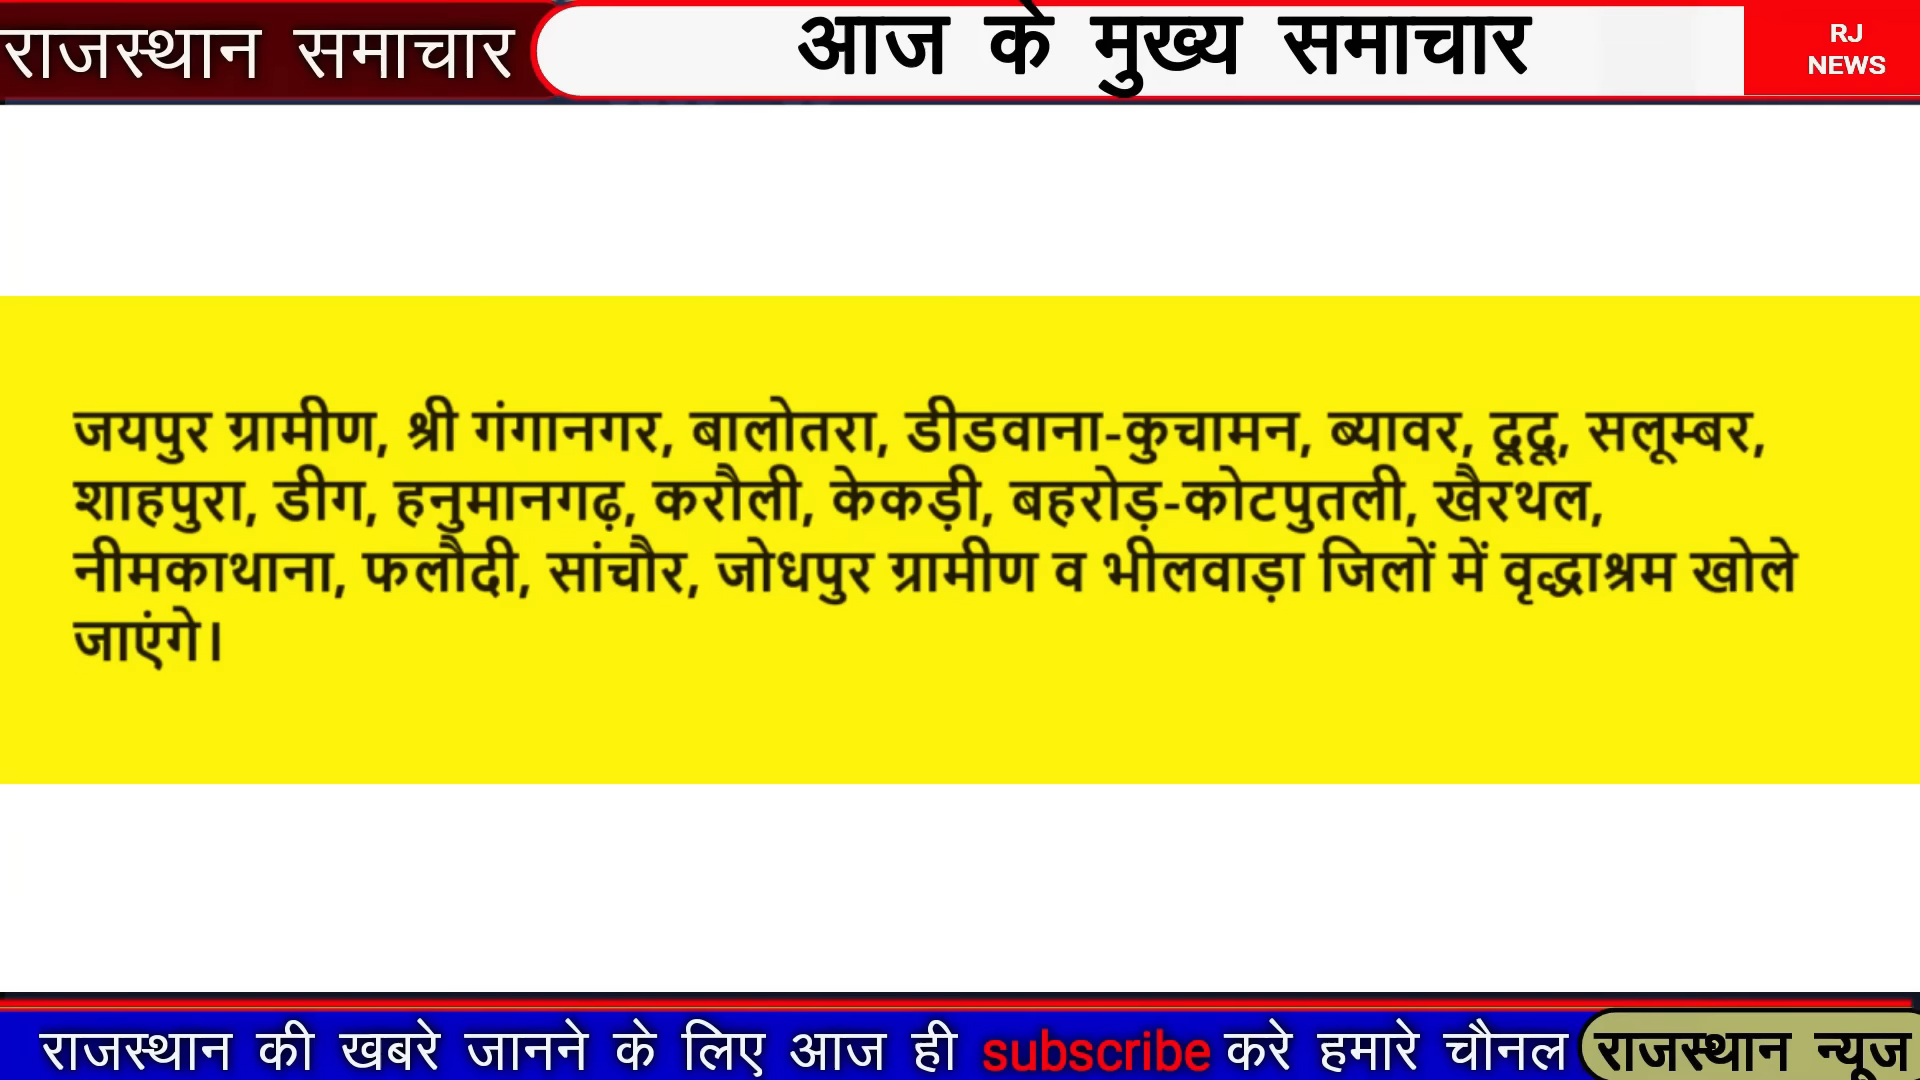 राजस्थान समाचार
आज के मुख्य समाचार
RJ
NEWS
जयपुर ग्रामीण, श्री गंगानगर, बालोतरा, डीडवाना-कुचामन, ब्यावर, दूदू, सलूम्बर,
शाहपुरा, डीग, हनुमानगढ़, करौली, केकड़ी, बहरोड़-कोटपुतली, खैरथल,
नीमकाथाना, फलौदी, सांचौर, जोधपुर ग्रामीण व भीलवाड़ा जिलों में वृद्धाश्रम खोले
जाएंगे।
राजस्थान की खबरे जानने के लिए आज ही subscribe करे हमारे चौनल राजस्थान न्यूज